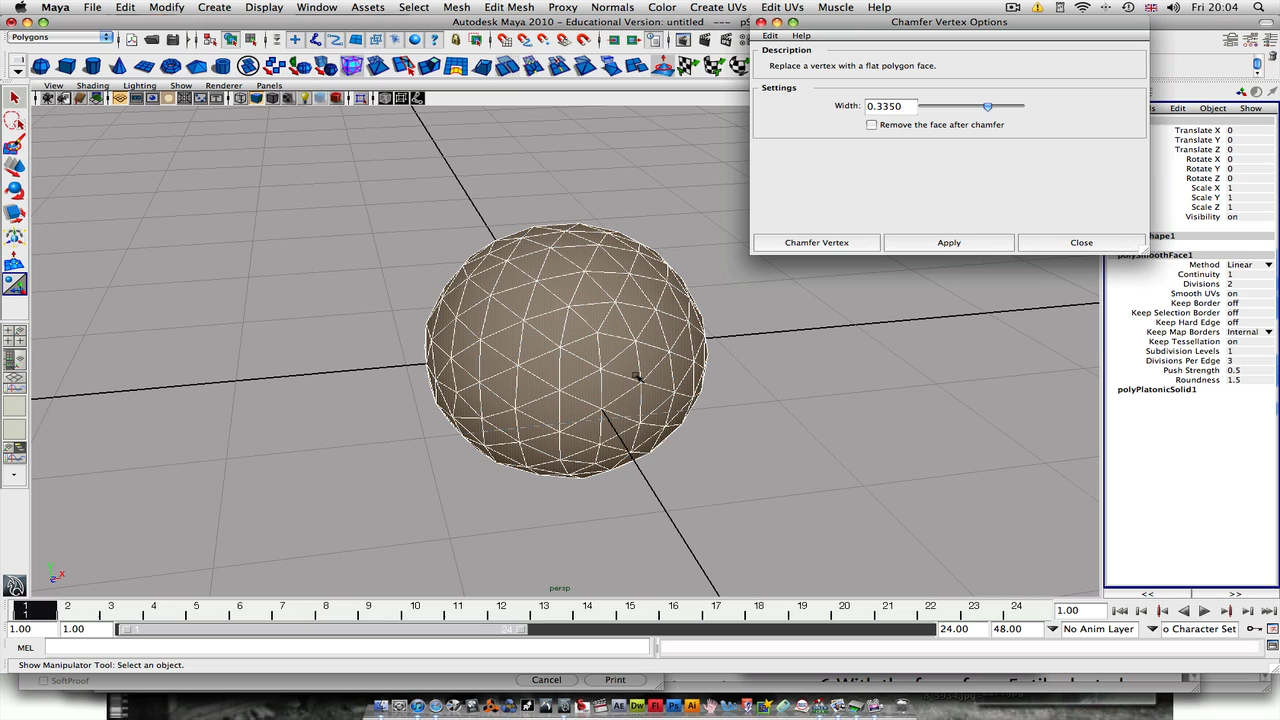 Maya File Edit Modify Create Display Window Assets Select Mesh Edit Mesh Proxy Normals Color Create UVs Edit UVs Muscle Help Fri 20:04
Autodesk Maya 2010 - Educational Version: untitled ---
Chamfer Vertex Options
Edit Help
Description
Replace a vertex with a flat polygon face.
Settings
Width: 0.3350
Remove the face after chamfer
Chamfer Vertex Apply Close
Polygons
View Shading Lighting Show Renderer Panels
Edit Object Show
Translate X 0
Translate Y 0
Translate Z 0
Rotate X 0
Rotate Y 0
Rotate Z 0
Scale X 1
Scale Y 1
Scale Z 1
Visibility on
hape1
polySmoothFace1
Method Linear
Continuity 1
Divisions 2
Smooth UVs on
Keep Border off
Keep Selection Border off
Keep Hard Edge off
Keep Map Borders Internal
Keep Tessellation on
Subdivision Levels 1
Divisions Per Edge 3
Push Strength 0.5
Roundness 1.5
polyPlatonicSolid1
persp
<< >>
1 2 3 4 5 6 7 8 9 10 11 12 13 14 15 16 17 18 19 20 21 22 23 24
1 1.00
1.00 1.00 1 24 24.00 48.00 No Anim Layer o Character Set
MEL
Show Manipulator Tool: Select an object.
SoftProof Cancel Print